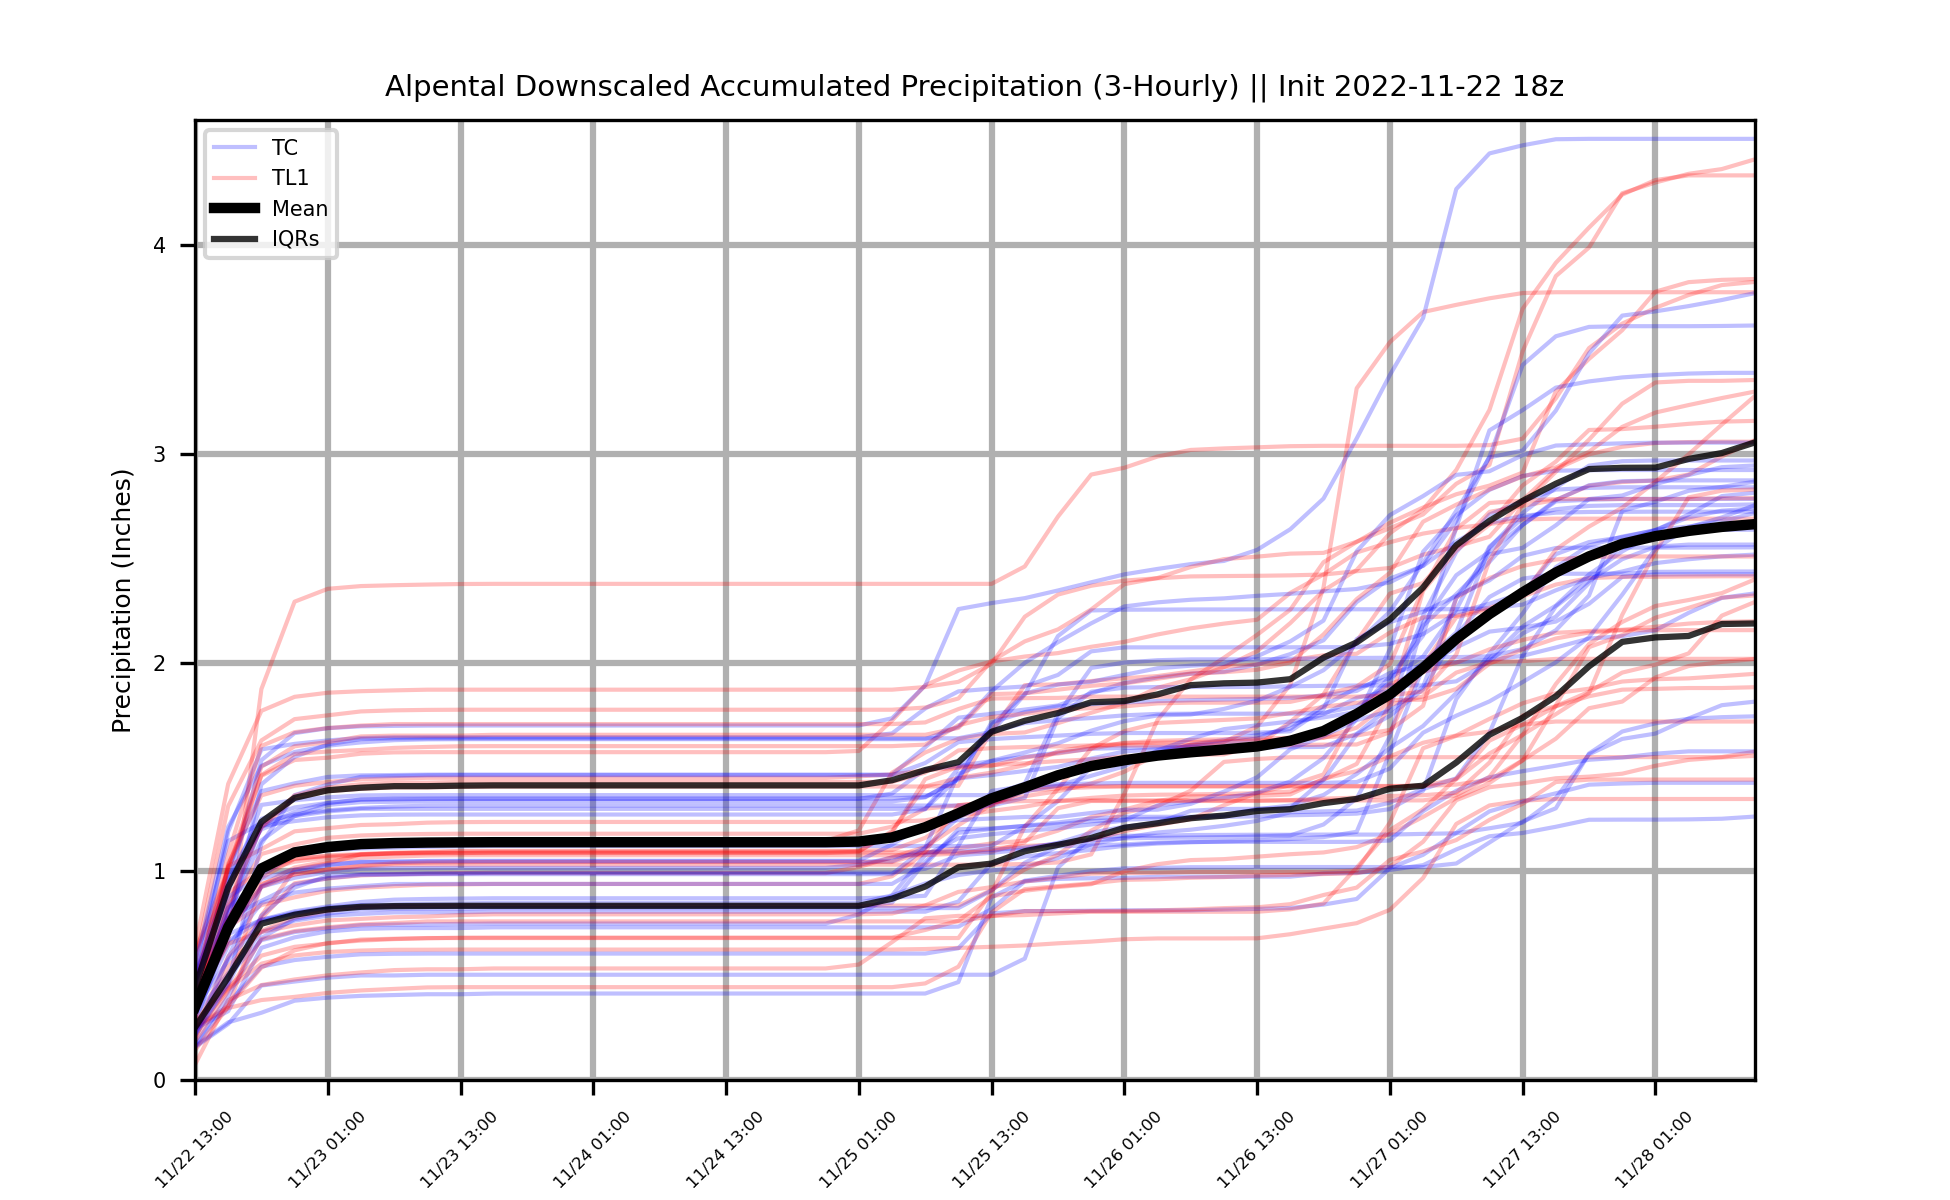 Alpental Downscaled Accumulated Precipitation (3-Hourly) || Init 2022-11-22 18z
TC
TL1
Mean
IQRs
Precipitation (Inches)
4
3
2
1
0
11/22 13:00
11/23 01:00
11/23 13:00
11/24 01:00
11/24 13:00
11/25 01:00
11/25 13:00
11/26 01:00
11/26 13:00
11/27 01:00
11/27 13:00
11/28 01:00